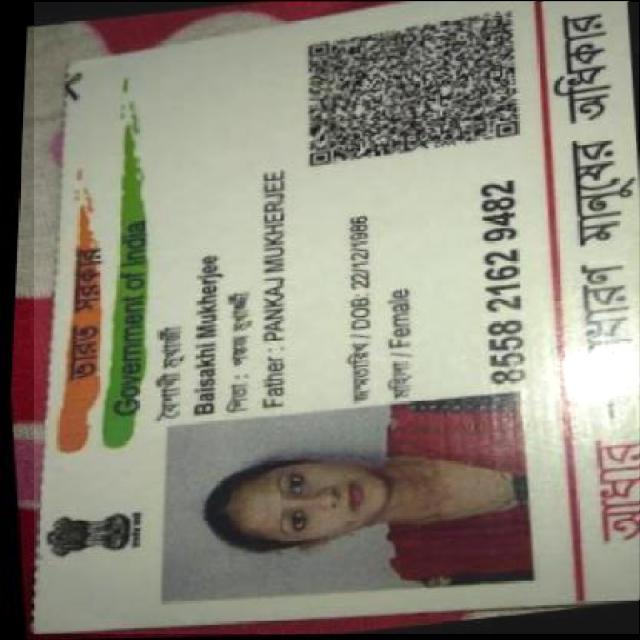 ভারত সরকার
Government of India
বৈশাখী মুখার্জী
Baisakhi Mukherjee
পিতা : পঙ্কজ মুখার্জী
Father : PANKAJ MUKHERJEE
জন্মতারিখ / DOB: 22/12/1986
মহিলা / Female
8558 2162 9482
আধার মানুষের অধিকার